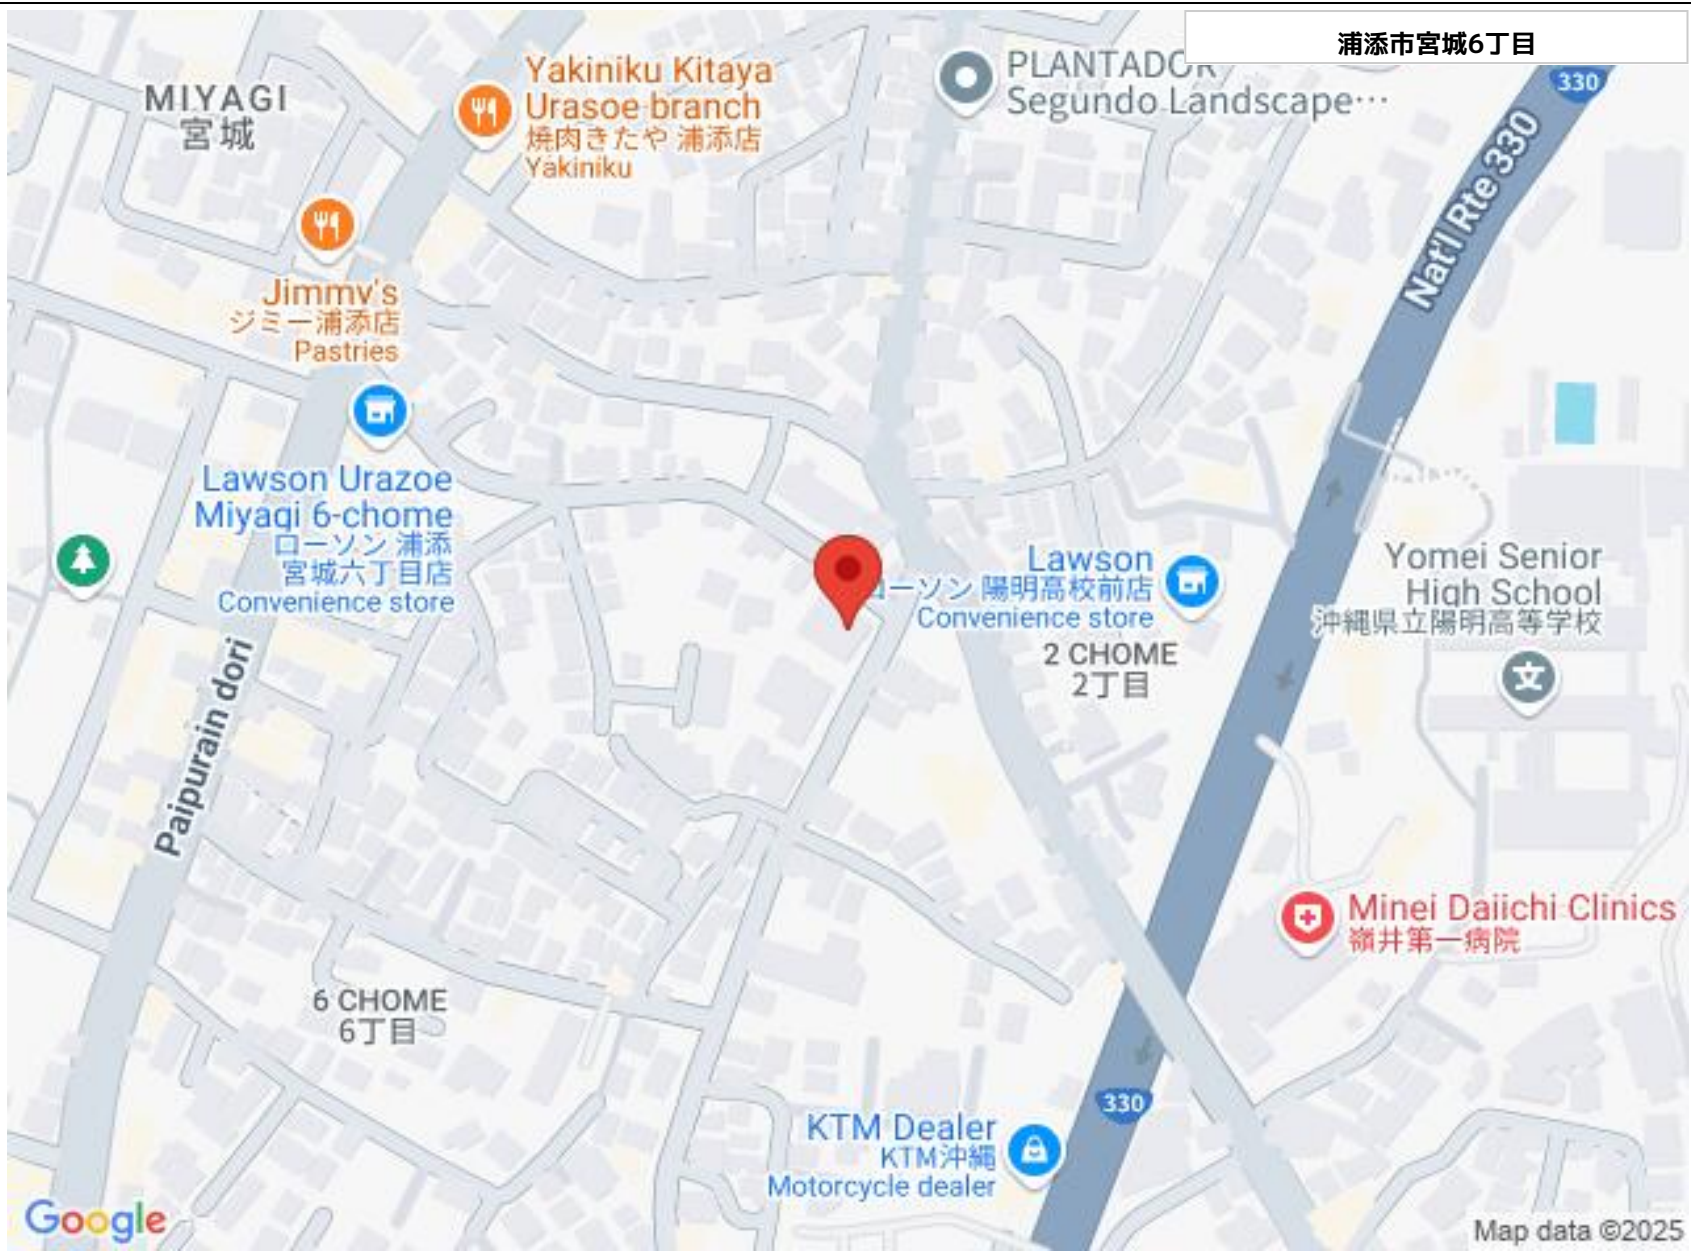 浦添市宮城6丁目
MIYAGI
宮城
Yakiniku Kitaya
Urasoe branch
焼肉きたや 浦添店
Yakiniku
PLANTADOR
Segundo Landscape…
330
Nat'l Rte 330
Jimmy's
ジミー浦添店
Pastries
Lawson Urazoe
Miyagi 6-chome
ローソン 浦添
宮城六丁目店
Convenience store
Lawson
ローソン 陽明高校前店
Convenience store
2 CHOME
2丁目
Yomei Senior
High School
沖縄県立陽明高等学校
文
Paipurain dori
Minei Daiichi Clinics
嶺井第一病院
6 CHOME
6丁目
330
KTM Dealer
KTM沖縄
Motorcycle dealer
Google
Map data ©2025